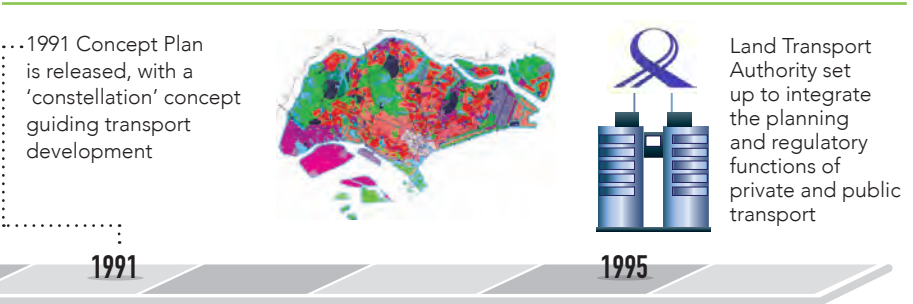 1991 Concept Plan
is released, with a
‘constellation’ concept
guiding transport
development
Land Transport
Authority set
up to integrate
the planning
and regulatory
functions of
private and public
transport
1991
1995